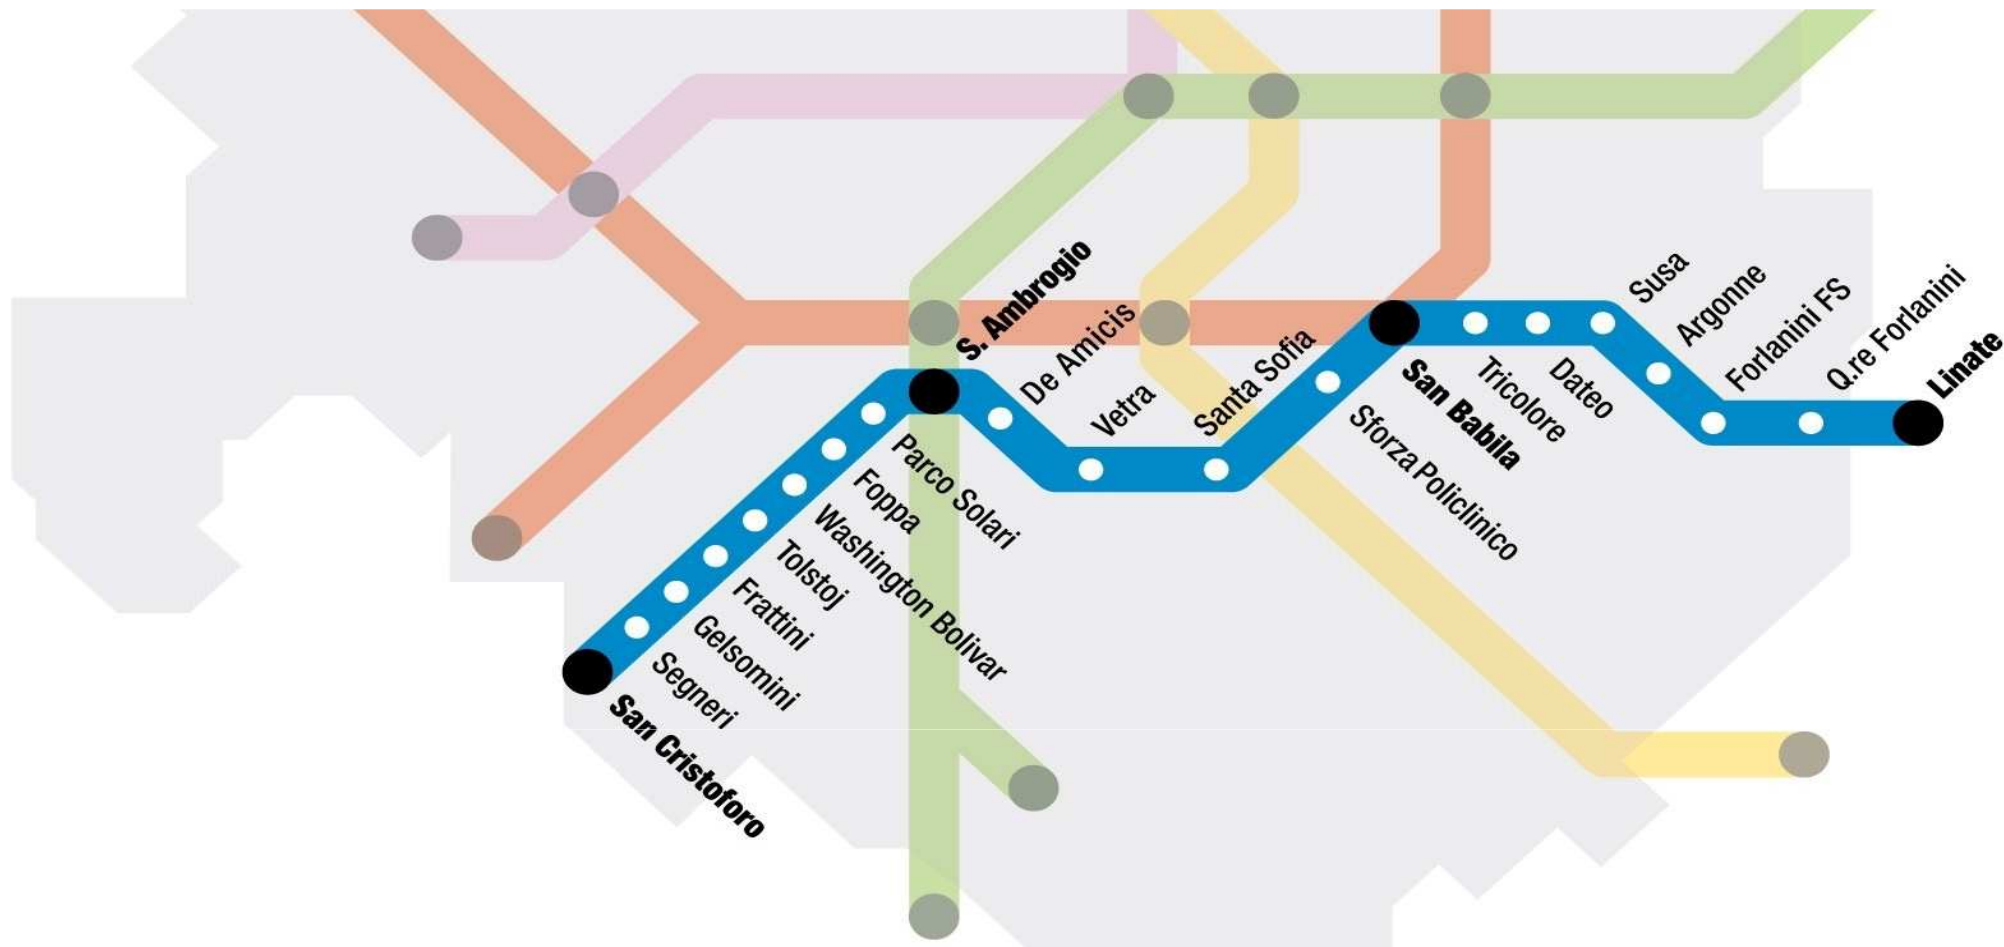 San Cristoforo
Segneri
Gelsomini
Frattini
Tolstoj
Washington Bolivar
Foppa
Parco Solari
S. Ambrogio
De Amicis
Vetra
Santa Sofia
Sforza Policlinico
San Babila
Tricolore
Dateo
Susa
Argonne
Forlanini FS
Q.re Forlanini
Linate